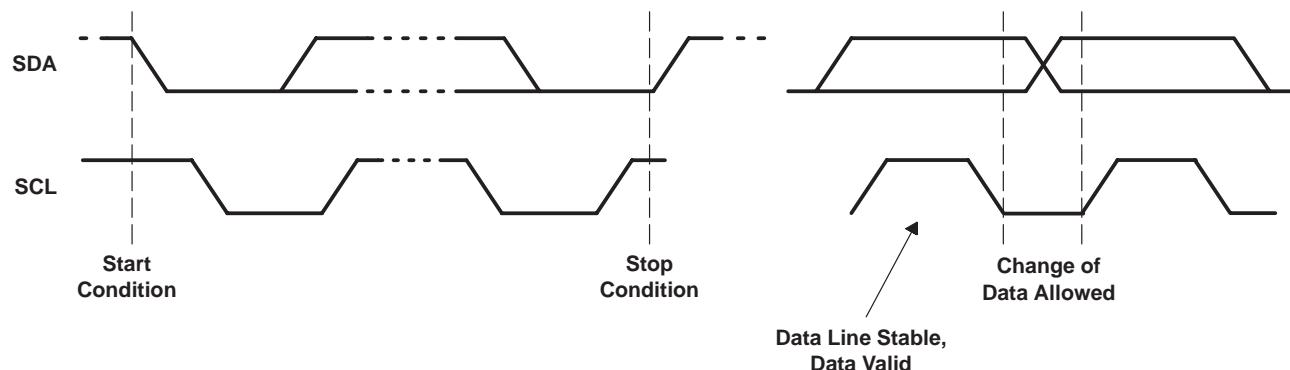 SDA
SCL
Start
Condition
Stop
Condition
Change of
Data Allowed
Data Line Stable,
Data Valid